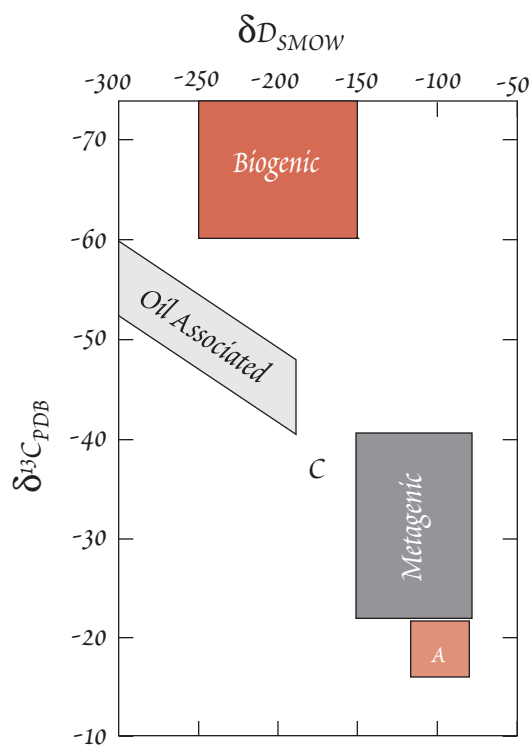 δD_SMOW
-300 -250 -200 -150 -100 -50
-70
Biogenic
-60
Oil Associated
-50
-40
δ¹³C_PDB
C
Metagenic
-30
-20
A
-10